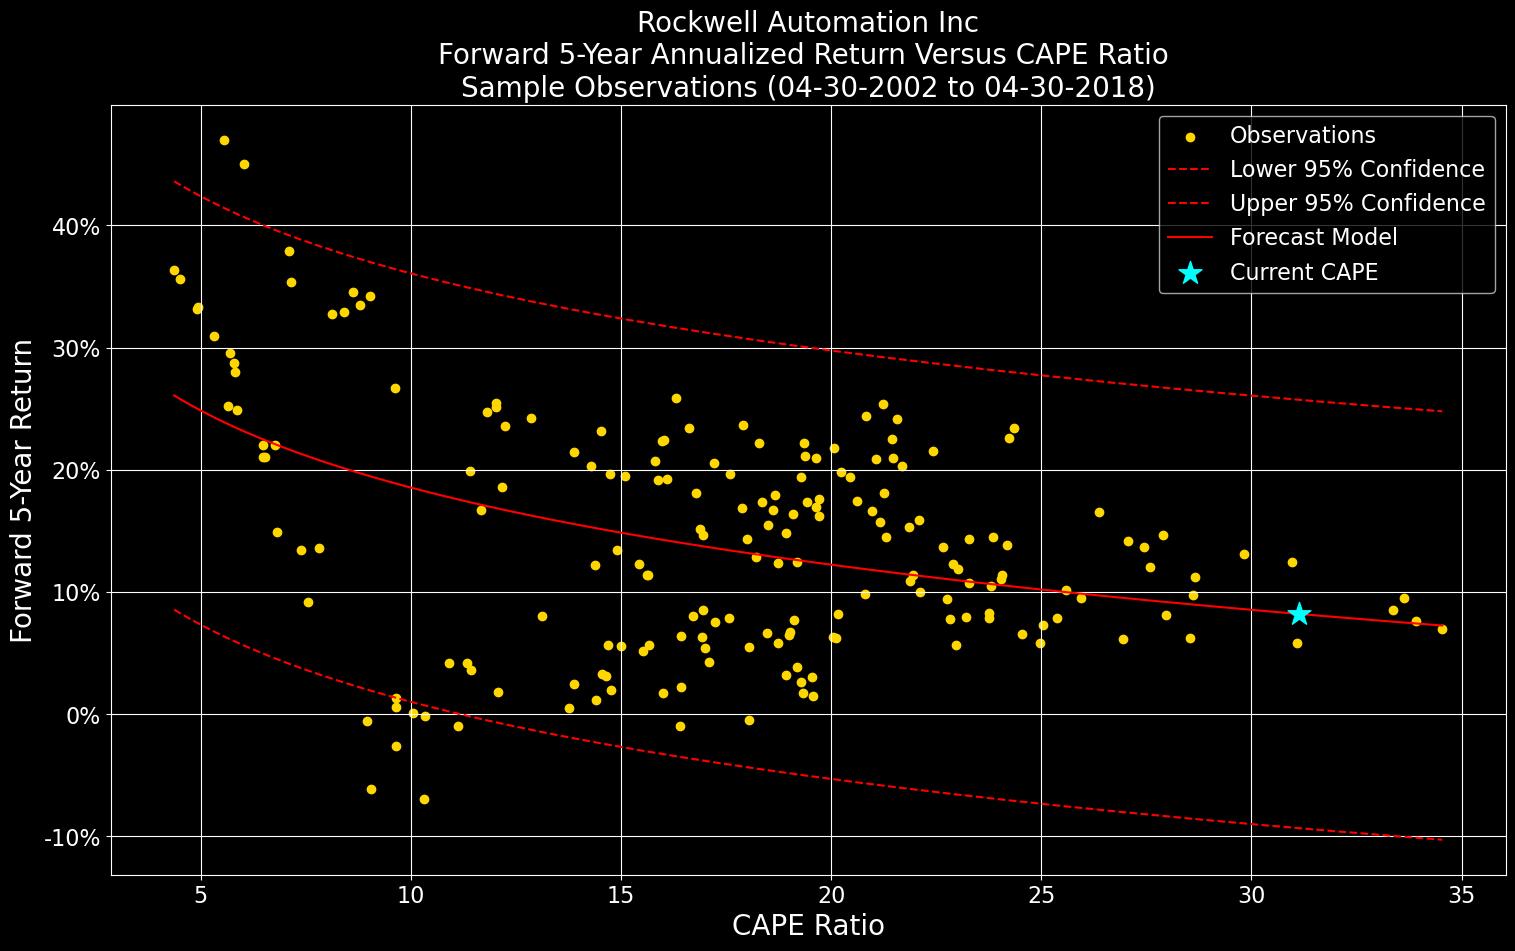 Rockwell Automation Inc
Forward 5-Year Annualized Return Versus CAPE Ratio
Sample Observations (04-30-2002 to 04-30-2018)
Observations
Lower 95% Confidence
Upper 95% Confidence
Forecast Model
Current CAPE
Forward 5-Year Return
40%
30%
20%
10%
0%
-10%
5 10 15 20 25 30 35
CAPE Ratio